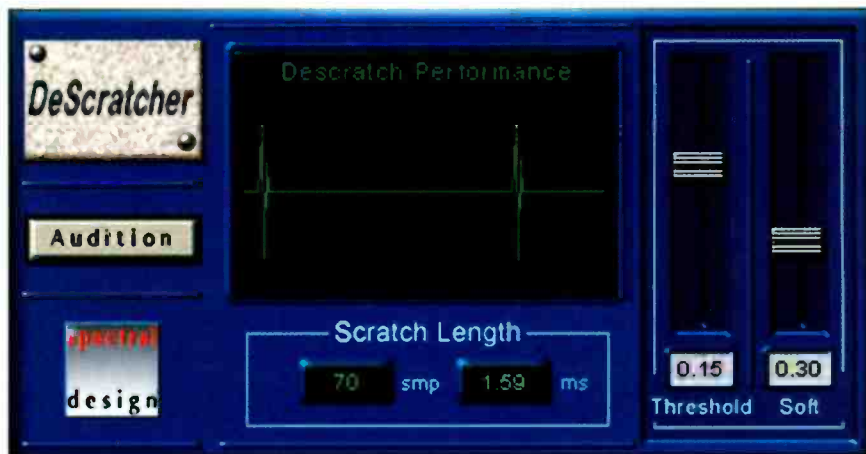 DeScratcher
Audition
spectral
design
Descratch Performance
Scratch Length
70 smp 1.59 ms
0.15 0.30
Threshold Soft